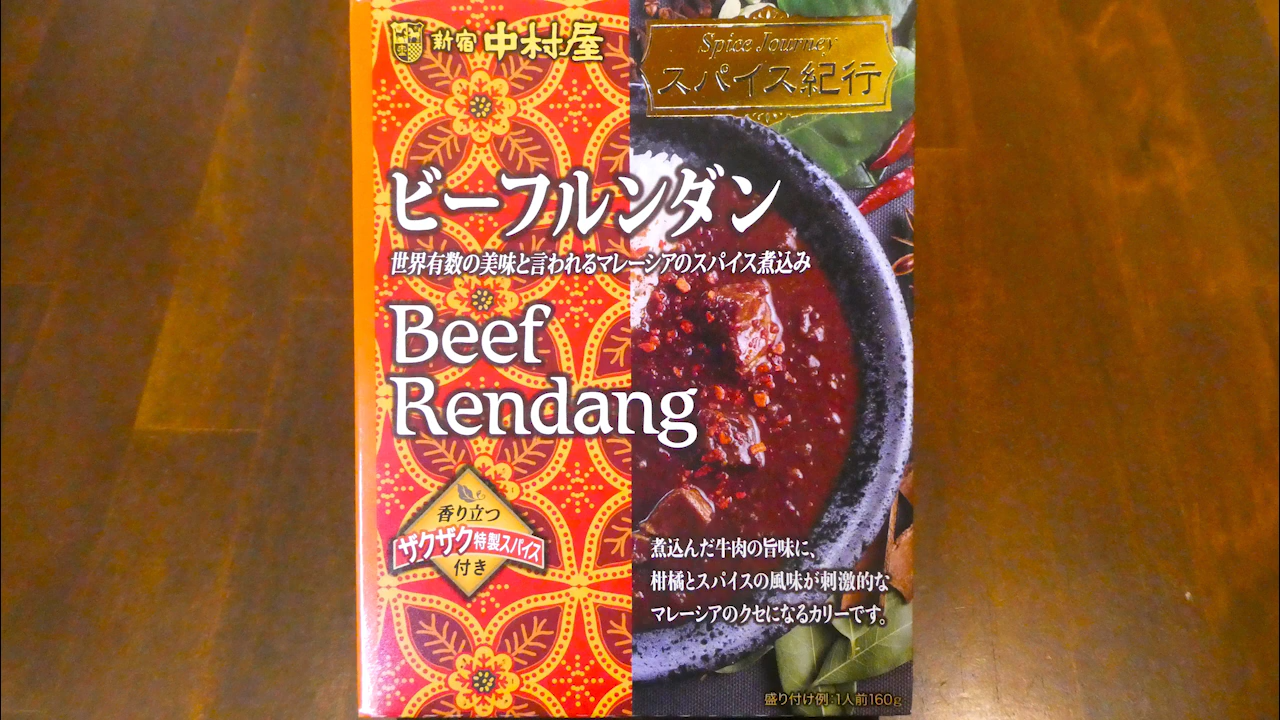 新宿 中村屋
Spice Journey
スパイス紀行
ビーフルンダン
世界有数の美味と言われるマレーシアのスパイス煮込み
Beef
Rendang
香り立つ
ザクザク特製スパイス
付き
煮込んだ牛肉の旨味に、
柑橘とスパイスの風味が刺激的な
マレーシアのクセになるカリーです。
盛り付け例:1人前160g